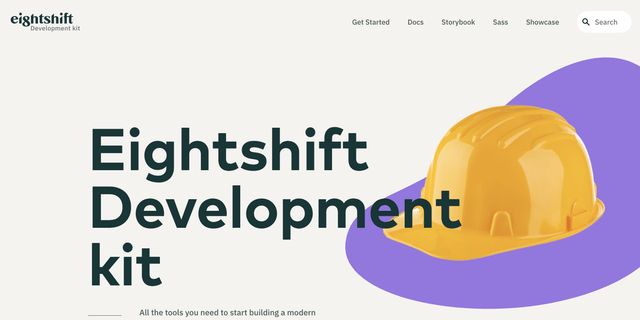 eightshift
Development kit
Get Started
Docs
Storybook
Sass
Showcase
Search
Eightshift
Development
kit
All the tools you need to start building a modern